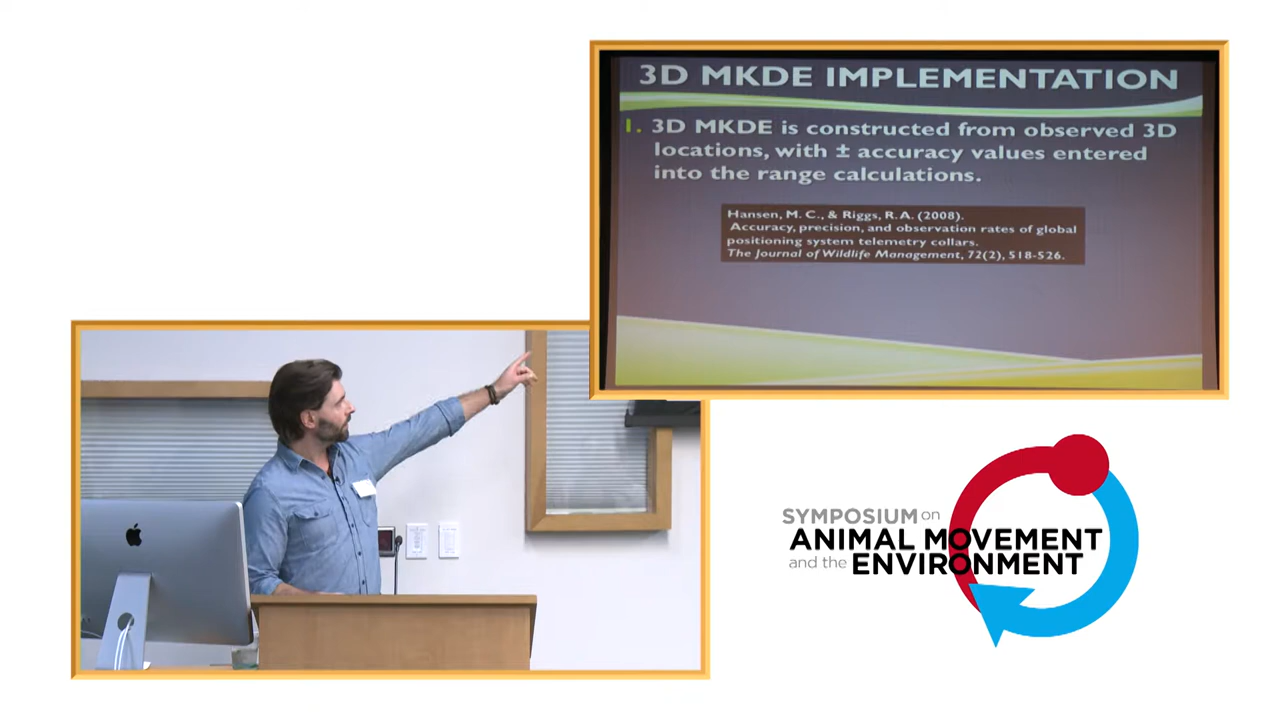 3D MKDE IMPLEMENTATION
1. 3D MKDE is constructed from observed 3D
locations, with ± accuracy values entered
into the range calculations.
Hansen, M. C., & Riggs, R.A. (2008).
Accuracy, precision, and observation rates of global
positioning system telemetry collars.
The Journal of Wildlife Management, 72(2), 518-526.
SYMPOSIUM on
ANIMAL MOVEMENT
and the ENVIRONMENT